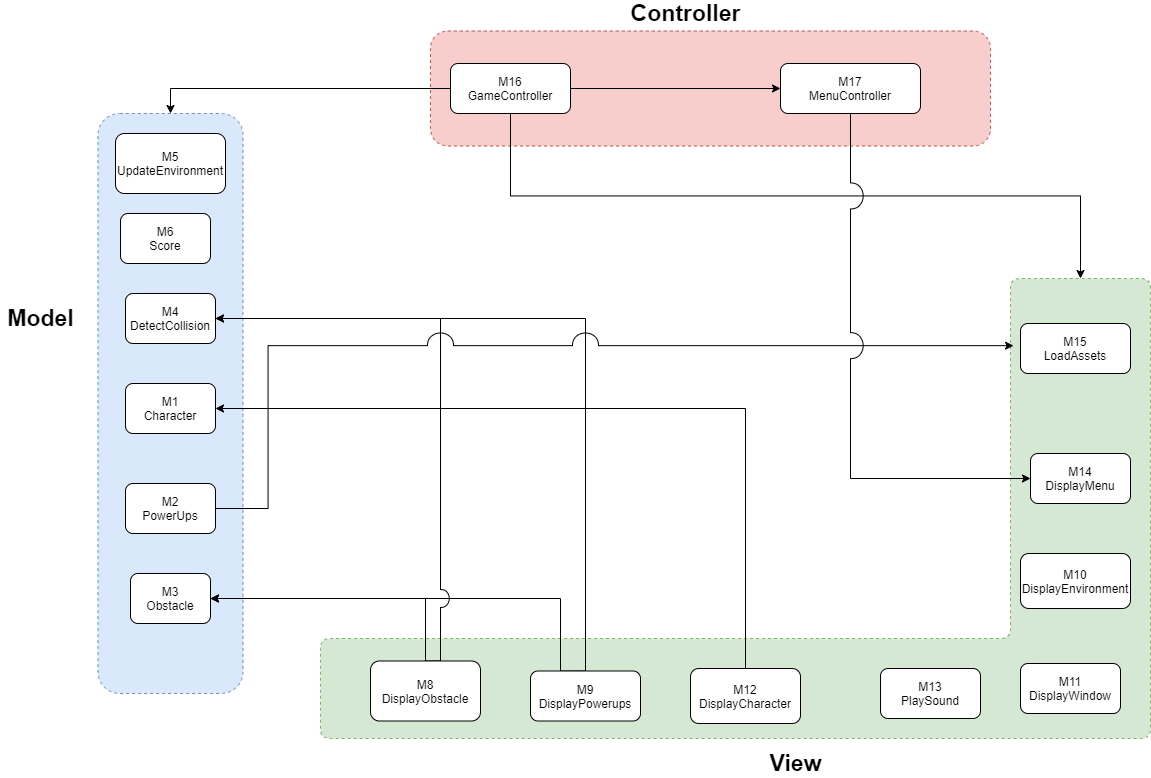 Controller
M16
GameController
M17
MenuController
M5
UpdateEnvironment
M6
Score
Model
M4
DetectCollision
M15
LoadAssets
M1
Character
M14
DisplayMenu
M2
PowerUps
M10
DisplayEnvironment
M3
Obstacle
M8
DisplayObstacle
M9
DisplayPowerups
M12
DisplayCharacter
M13
PlaySound
M11
DisplayWindow
View